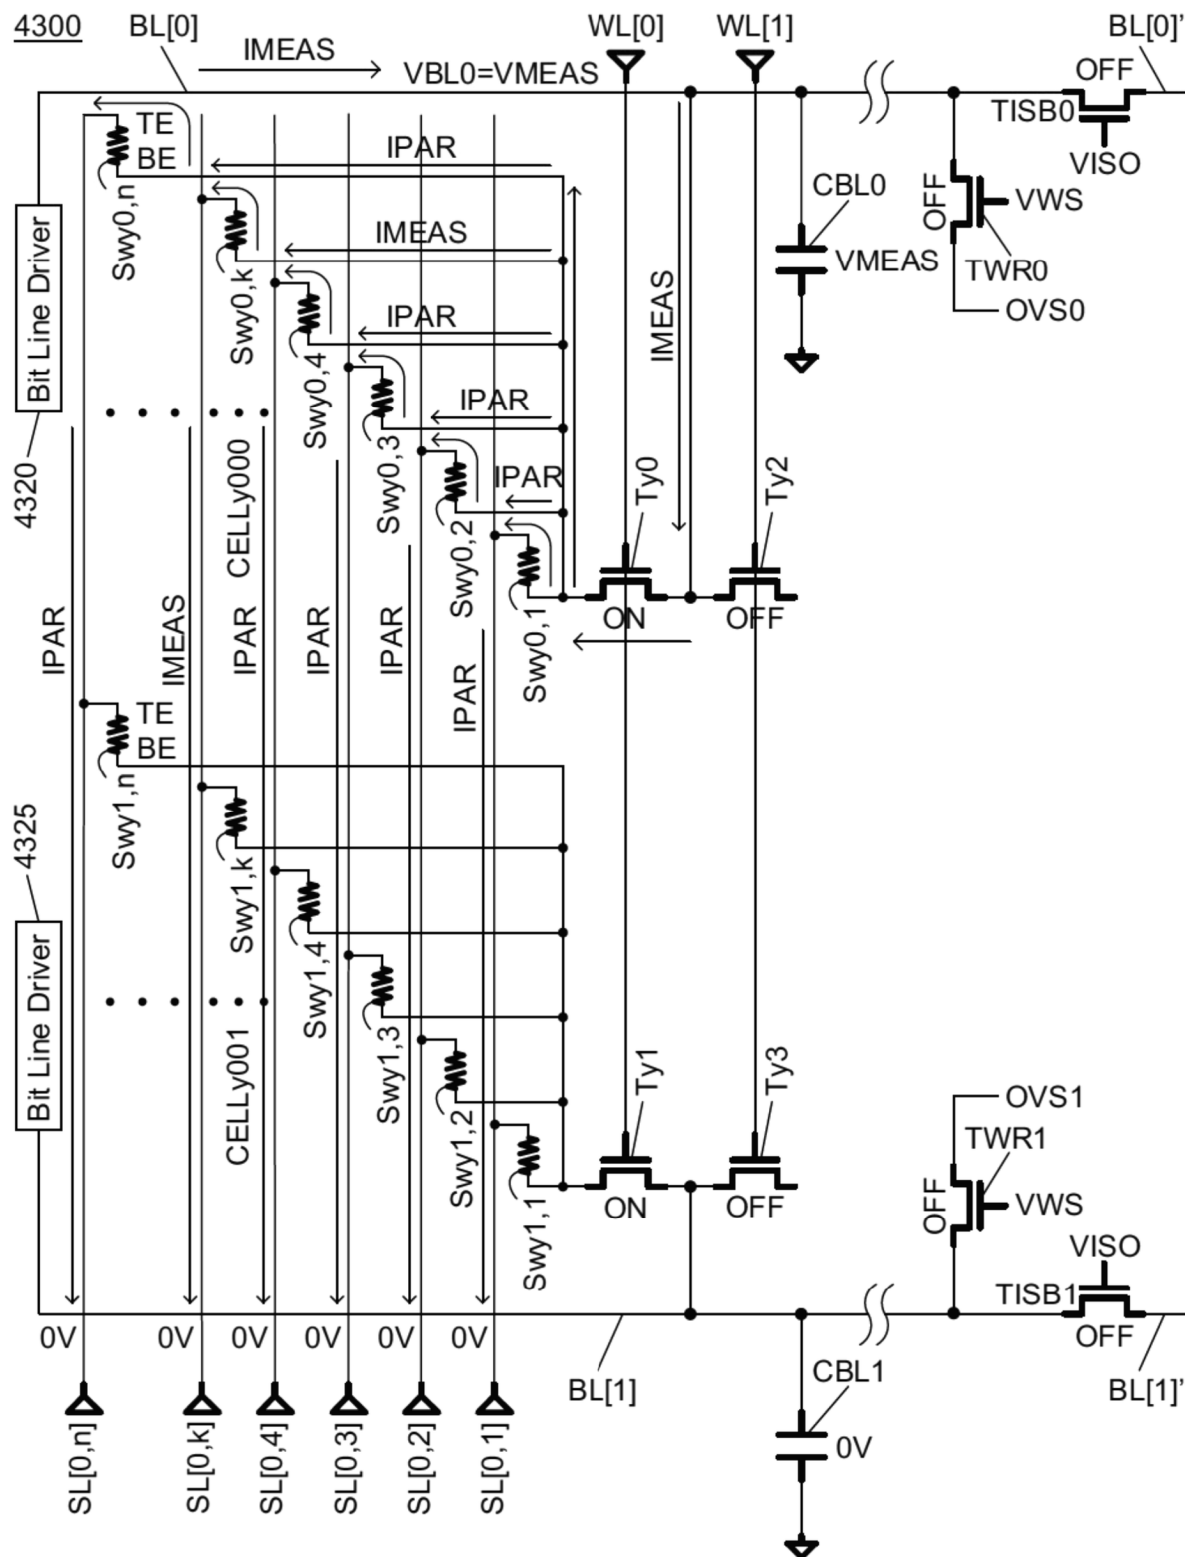 4300
BL[0]
WL[0]
WL[1]
BL[0]'
IMEAS
VBL0=VMEAS
OFF
TISB0
VISO
TE
BE
IPAR
Swy0,n
CBL0
OFF
VWS
IMEAS
Swy0,k
VMEAS
TWR0
OVS0
Bit Line Driver
IPAR
Swy0,4
IMEAS
IPAR
Swy0,3
4320
CELLy000
IPAR
Swy0,2
Ty0
Ty2
Swy0,1
ON
OFF
IPAR
IMEAS
IPAR
IPAR
IPAR
IPAR
TE
BE
Swy1,n
4325
Swy1,k
Swy1,4
Bit Line Driver
Swy1,3
CELLy001
Swy1,2
Ty1
Ty3
OVS1
TWR1
OFF
VWS
Swy1,1
ON
OFF
VISO
TISB1
OFF
0V
0V
0V
0V
0V
0V
BL[1]
CBL1
BL[1]'
0V
SL[0,n]
SL[0,k]
SL[0,4]
SL[0,3]
SL[0,2]
SL[0,1]